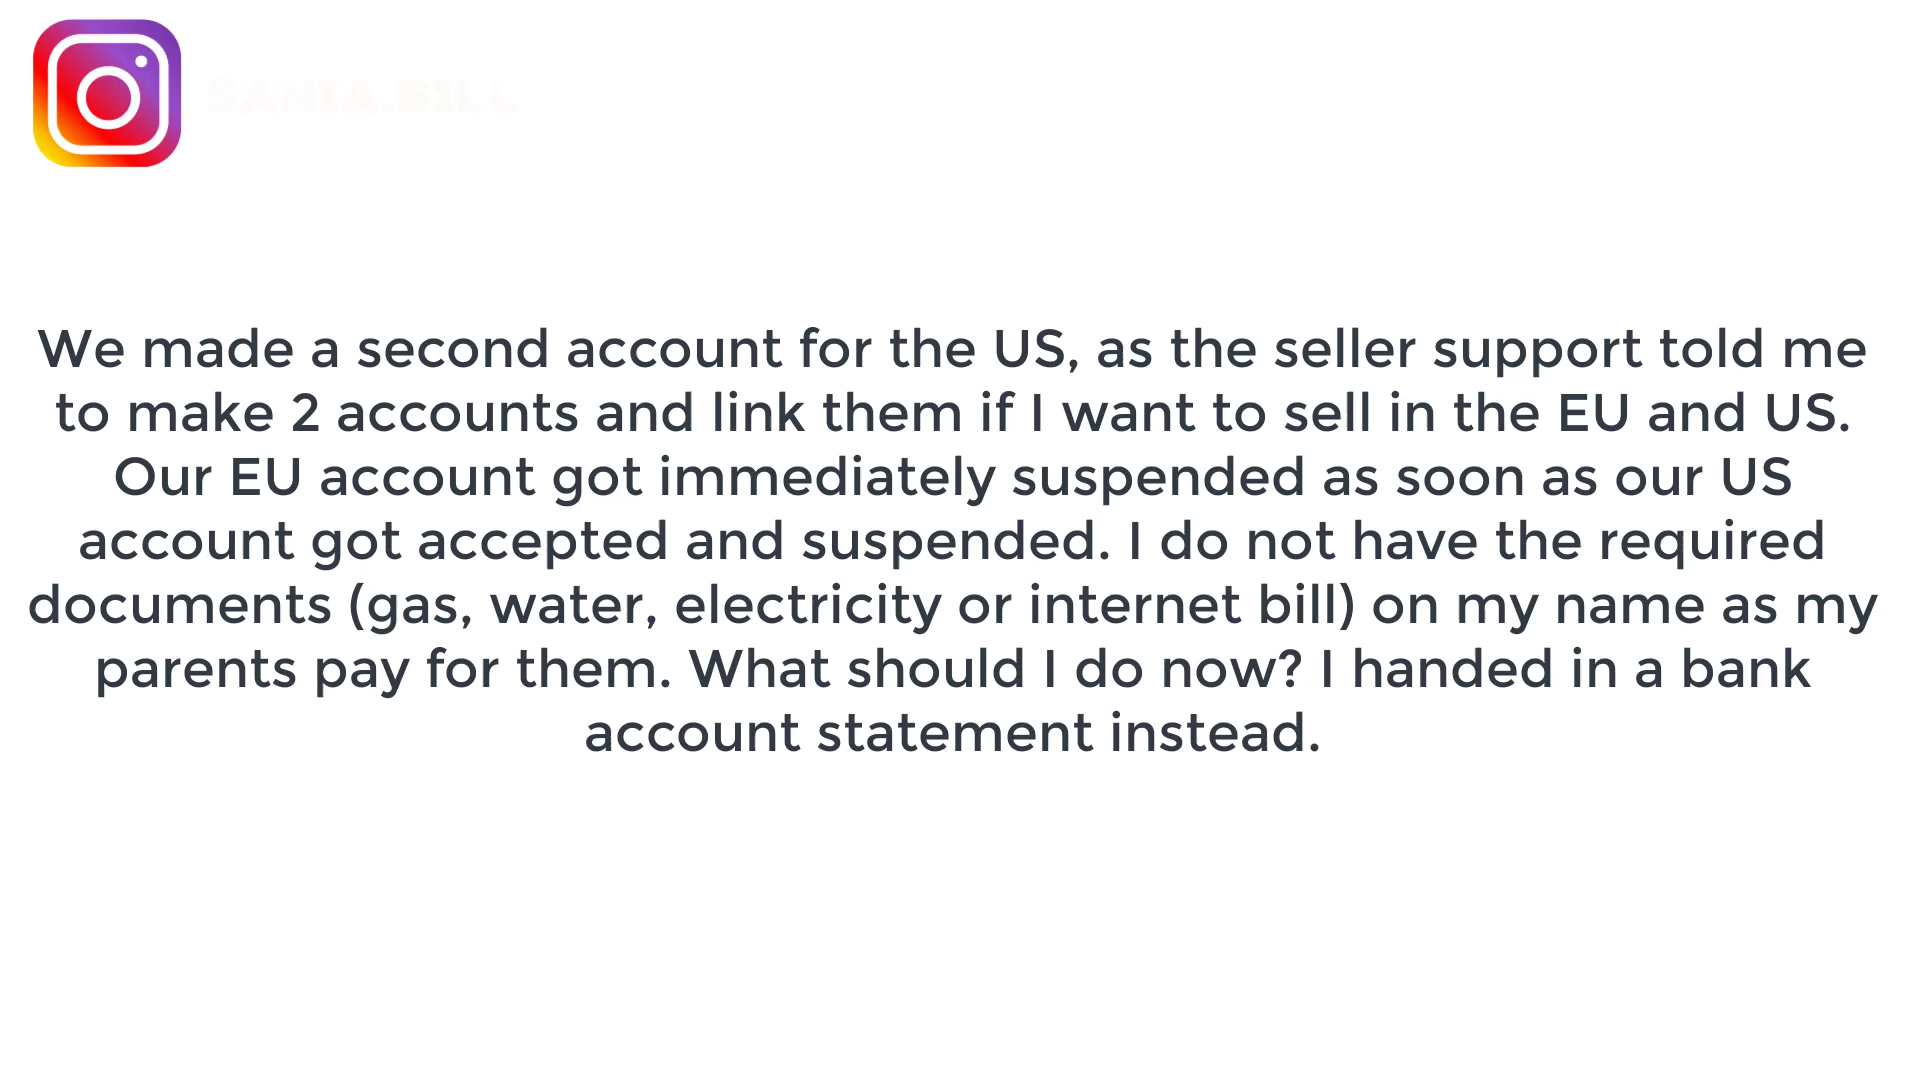 SANIA.BILL
We made a second account for the US, as the seller support told me
to make 2 accounts and link them if I want to sell in the EU and US.
Our EU account got immediately suspended as soon as our US
account got accepted and suspended. I do not have the required
documents (gas, water, electricity or internet bill) on my name as my
parents pay for them. What should I do now? I handed in a bank
account statement instead.